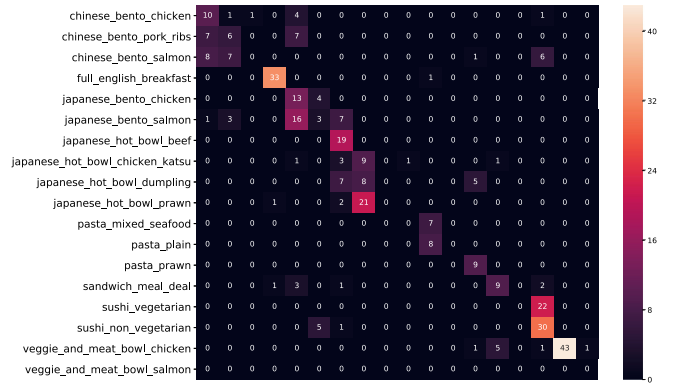 chinese_bento_chicken 10 1 1 0 4 0 0 0 0 0 0 0 0 0 0 1 0 0
chinese_bento_pork_ribs 7 6 0 0 7 0 0 0 0 0 0 0 0 0 0 0 0 0
chinese_bento_salmon 8 7 0 0 0 0 0 0 0 0 0 0 1 0 0 6 0 0
full_english_breakfast 0 0 0 33 0 0 0 0 0 0 1 0 0 0 0 0 0 0
japanese_bento_chicken 0 0 0 0 13 4 0 0 0 0 0 0 0 0 0 0 0 0
japanese_bento_salmon 1 3 0 0 16 3 7 0 0 0 0 0 0 0 0 0 0 0
japanese_hot_bowl_beef 0 0 0 0 0 0 19 0 0 0 0 0 0 0 0 0 0 0
japanese_hot_bowl_chicken_katsu 0 0 0 0 1 0 3 9 0 1 0 0 0 1 0 0 0 0
japanese_hot_bowl_dumpling 0 0 0 0 0 0 7 8 0 0 0 0 5 0 0 0 0 0
japanese_hot_bowl_prawn 0 0 0 1 0 0 2 21 0 0 0 0 0 0 0 0 0 0
pasta_mixed_seafood 0 0 0 0 0 0 0 0 0 0 7 0 0 0 0 0 0 0
pasta_plain 0 0 0 0 0 0 0 0 0 0 8 0 0 0 0 0 0 0
pasta_prawn 0 0 0 0 0 0 0 0 0 0 0 0 9 0 0 0 0 0
sandwich_meal_deal 0 0 0 1 3 0 1 0 0 0 0 0 0 9 0 2 0 0
sushi_vegetarian 0 0 0 0 0 0 0 0 0 0 0 0 0 0 0 22 0 0
sushi_non_vegetarian 0 0 0 0 0 5 1 0 0 0 0 0 0 0 0 30 0 0
veggie_and_meat_bowl_chicken 0 0 0 0 0 0 0 0 0 0 0 0 1 5 0 1 43 1
veggie_and_meat_bowl_salmon 0 0 0 0 0 0 0 0 0 0 0 0 0 0 0 0 0 0
40
32
24
16
8
0